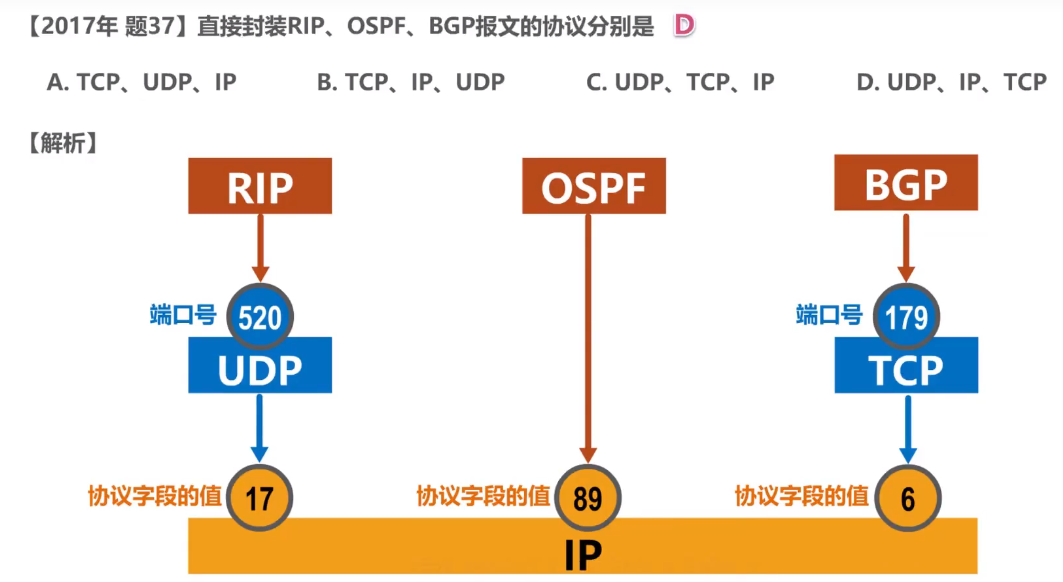 【2017年 题37】直接封装RIP、OSPF、BGP报文的协议分别是 D
A. TCP、UDP、IP B. TCP、IP、UDP C. UDP、TCP、IP D. UDP、IP、TCP
【解析】
RIP OSPF BGP
端口号 520 端口号 179
UDP TCP
协议字段的值 17 协议字段的值 89 协议字段的值 6
IP